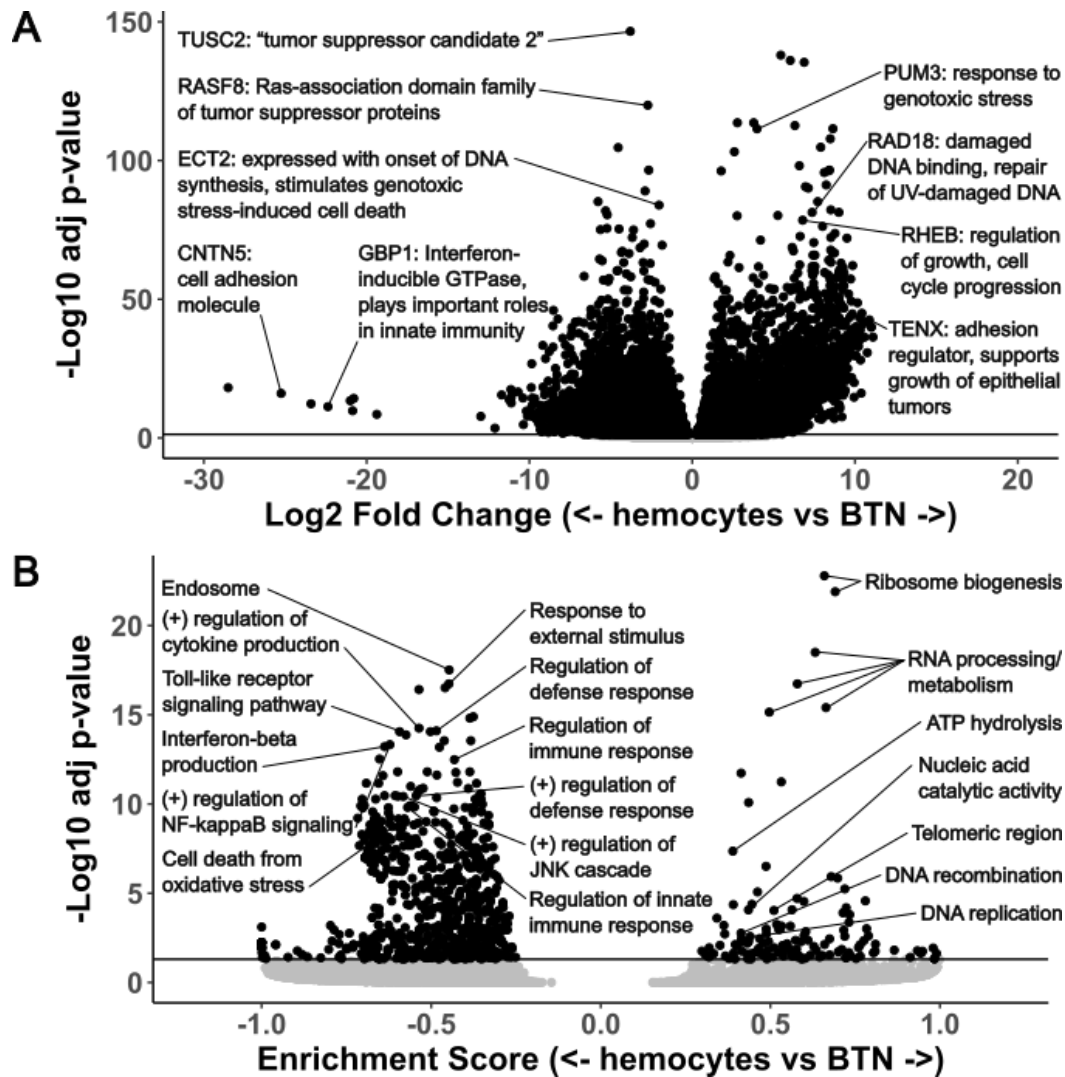 A
-Log10 adj p-value
150
100
50
0
TUSC2: “tumor suppressor candidate 2”
RASF8: Ras-association domain family
of tumor suppressor proteins
ECT2: expressed with onset of DNA
synthesis, stimulates genotoxic
stress-induced cell death
CNTN5:
cell adhesion
molecule
GBP1: Interferon-
inducible GTPase,
plays important roles
in innate immunity
PUM3: response to
genotoxic stress
RAD18: damaged
DNA binding, repair
of UV-damaged DNA
RHEB: regulation
of growth, cell
cycle progression
TENX: adhesion
regulator, supports
growth of epithelial
tumors
-30 -20 -10 0 10 20
Log2 Fold Change (<- hemocytes vs BTN ->)
B
-Log10 adj p-value
20
15
10
5
0
Endosome
(+) regulation of
cytokine production
Toll-like receptor
signaling pathway
Interferon-beta
production
(+) regulation of
NF-kappaB signaling
Cell death from
oxidative stress
Response to
external stimulus
Regulation of
defense response
Regulation of
immune response
(+) regulation of
defense response
(+) regulation of
JNK cascade
Regulation of innate
immune response
Ribosome biogenesis
RNA processing/
metabolism
ATP hydrolysis
Nucleic acid
catalytic activity
Telomeric region
DNA recombination
DNA replication
-1.0 -0.5 0.0 0.5 1.0
Enrichment Score (<- hemocytes vs BTN ->)